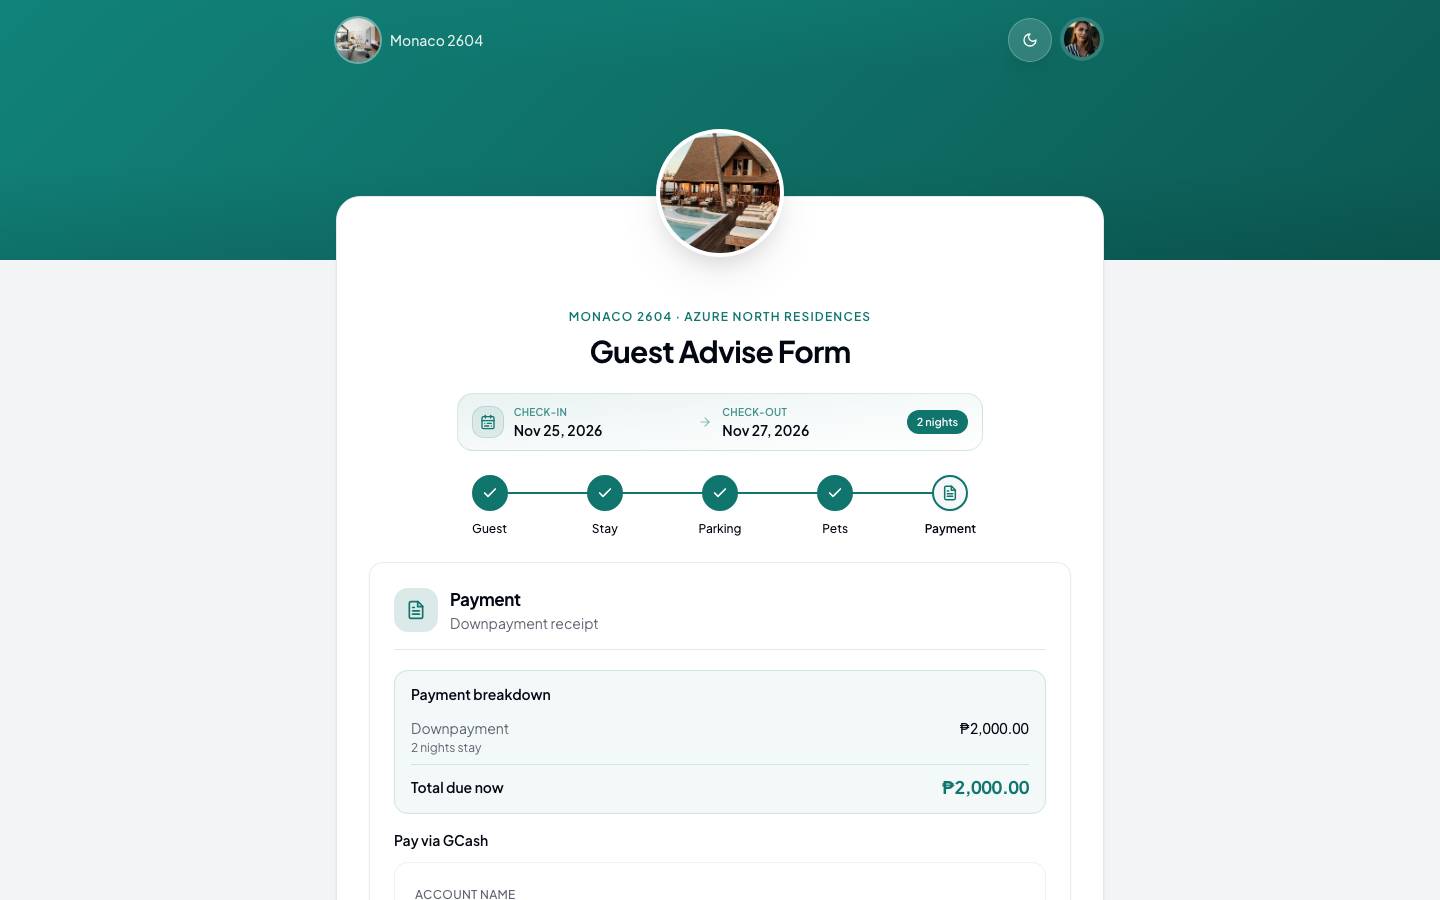 Monaco 2604
MONACO 2604 · AZURE NORTH RESIDENCES
Guest Advise Form
CHECK-IN
Nov 25, 2026
CHECK-OUT
Nov 27, 2026
2 nights
Guest
Stay
Parking
Pets
Payment
Payment
Downpayment receipt
Payment breakdown
Downpayment
₱2,000.00
2 nights stay
Total due now
₱2,000.00
Pay via GCash
ACCOUNT NAME